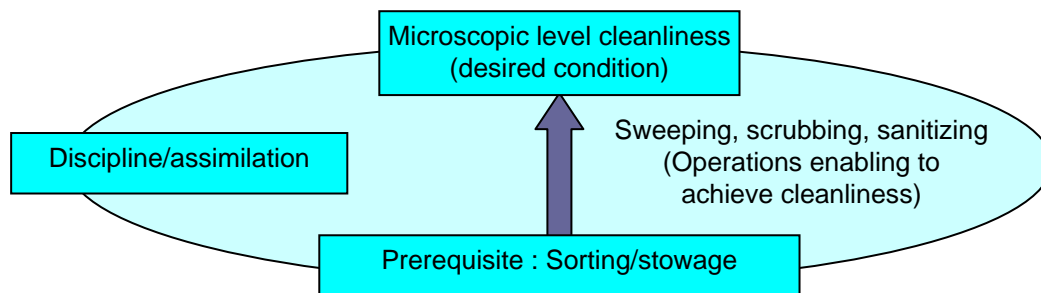 Microscopic level cleanliness
(desired condition)
Discipline/assimilation
Sweeping, scrubbing, sanitizing
(Operations enabling to
achieve cleanliness)
Prerequisite : Sorting/stowage